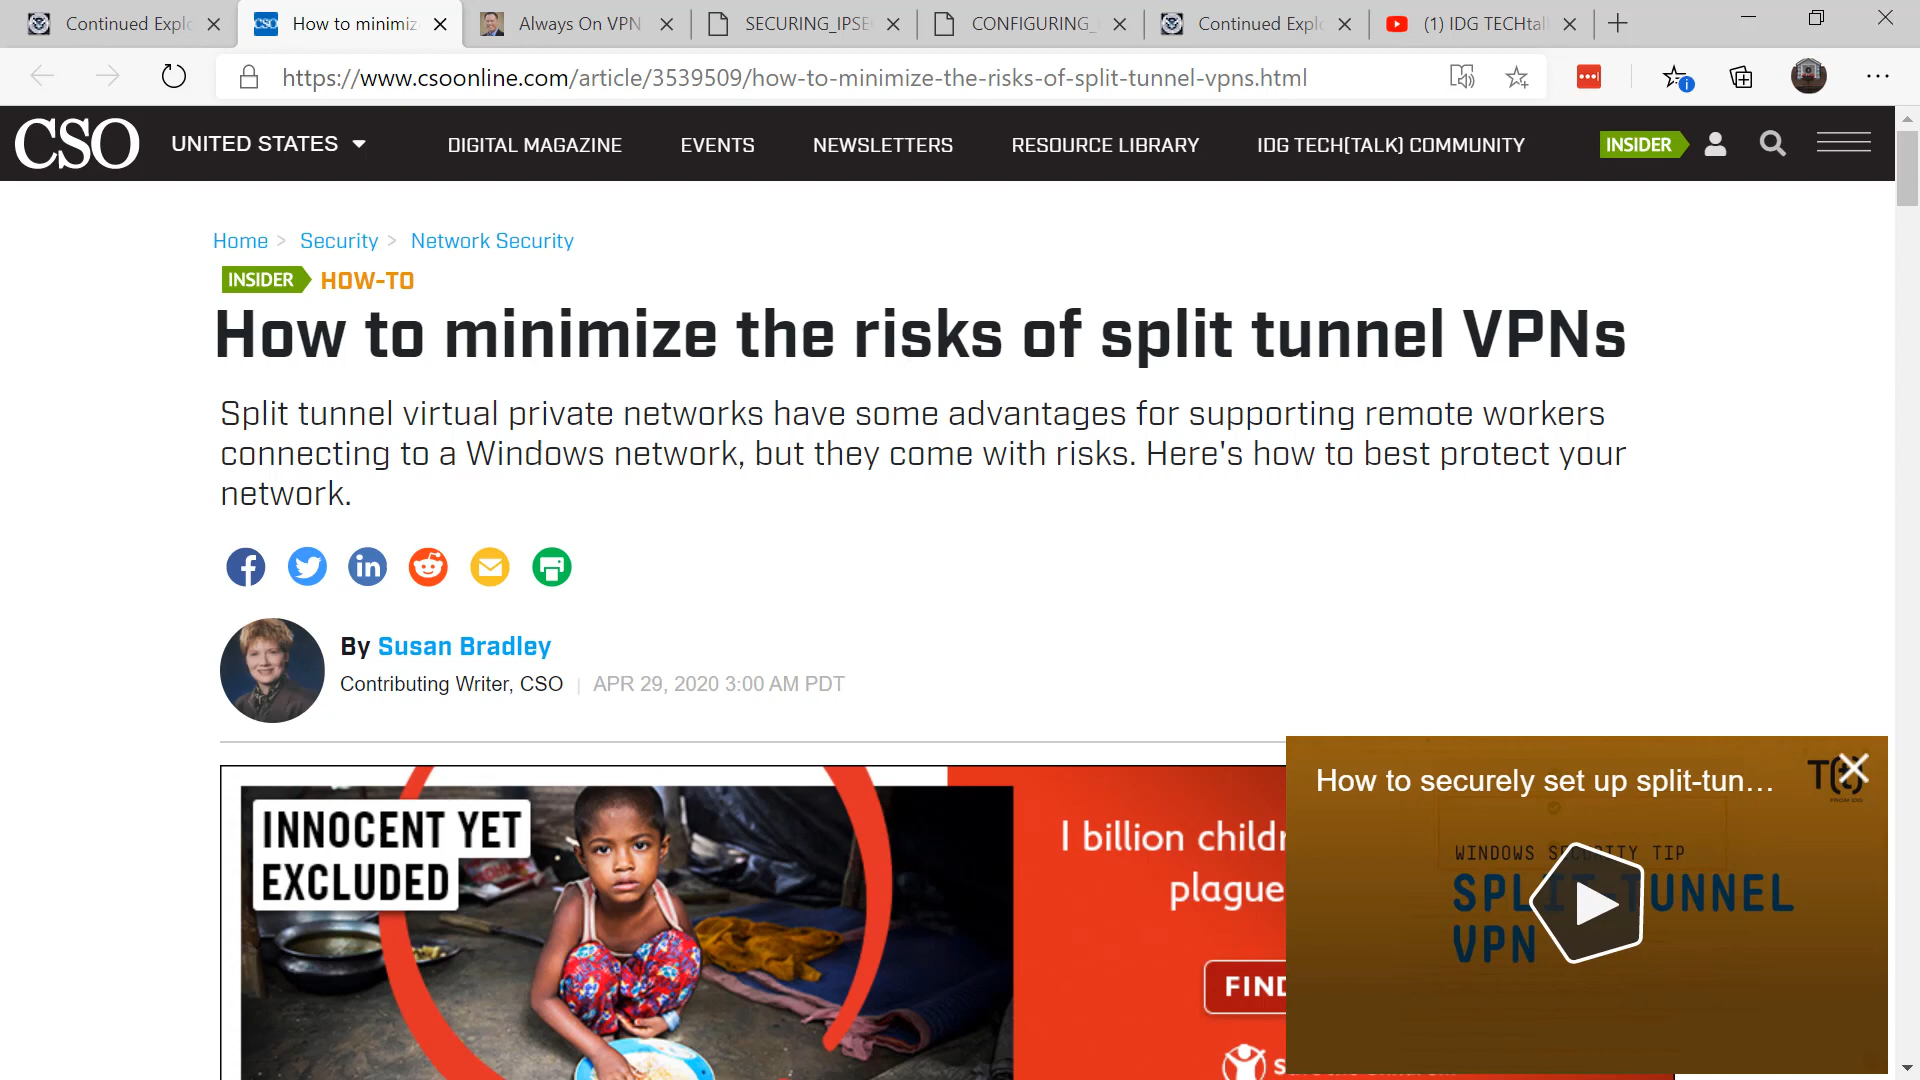 Continued Explo
How to minimiz
Always On VPN
SECURING_IPSE
CONFIGURING_
Continued Explo
(1) IDG TECHtal
https://www.csoonline.com/article/3539509/how-to-minimize-the-risks-of-split-tunnel-vpns.html
CSO
UNITED STATES
DIGITAL MAGAZINE
EVENTS
NEWSLETTERS
RESOURCE LIBRARY
IDG TECH(TALK) COMMUNITY
INSIDER
Home > Security > Network Security
INSIDER HOW-TO
How to minimize the risks of split tunnel VPNs
Split tunnel virtual private networks have some advantages for supporting remote workers
connecting to a Windows network, but they come with risks. Here's how to best protect your
network.
By Susan Bradley
Contributing Writer, CSO | APR 29, 2020 3:00 AM PDT
INNOCENT YET
EXCLUDED
1 billion childr
plague
FIND
How to securely set up split-tun...
WINDOWS SECURITY TIP
SPLIT-TUNNEL
VPN